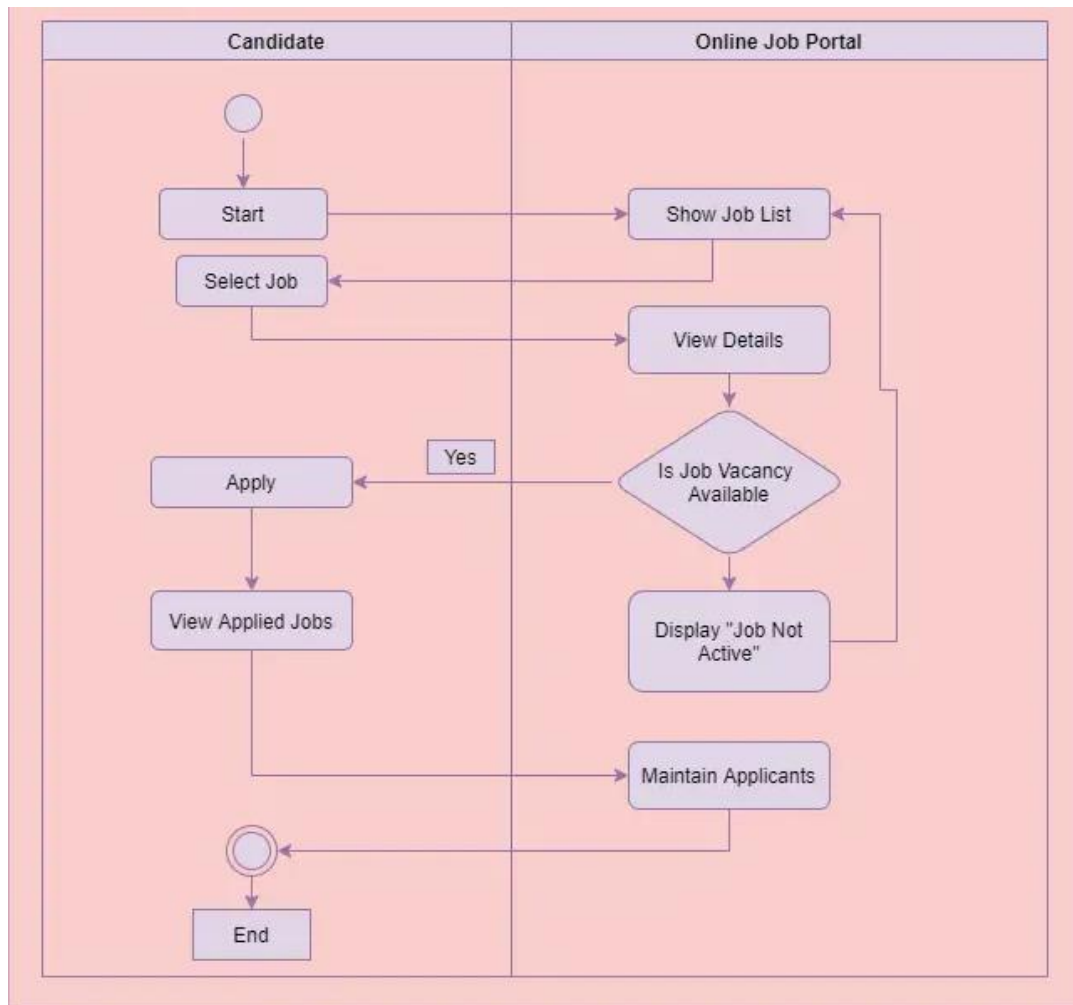 Candidate
Online Job Portal
Start
Show Job List
Select Job
View Details
Is Job Vacancy
Available
Yes
Apply
View Applied Jobs
Display "Job Not
Active"
Maintain Applicants
End